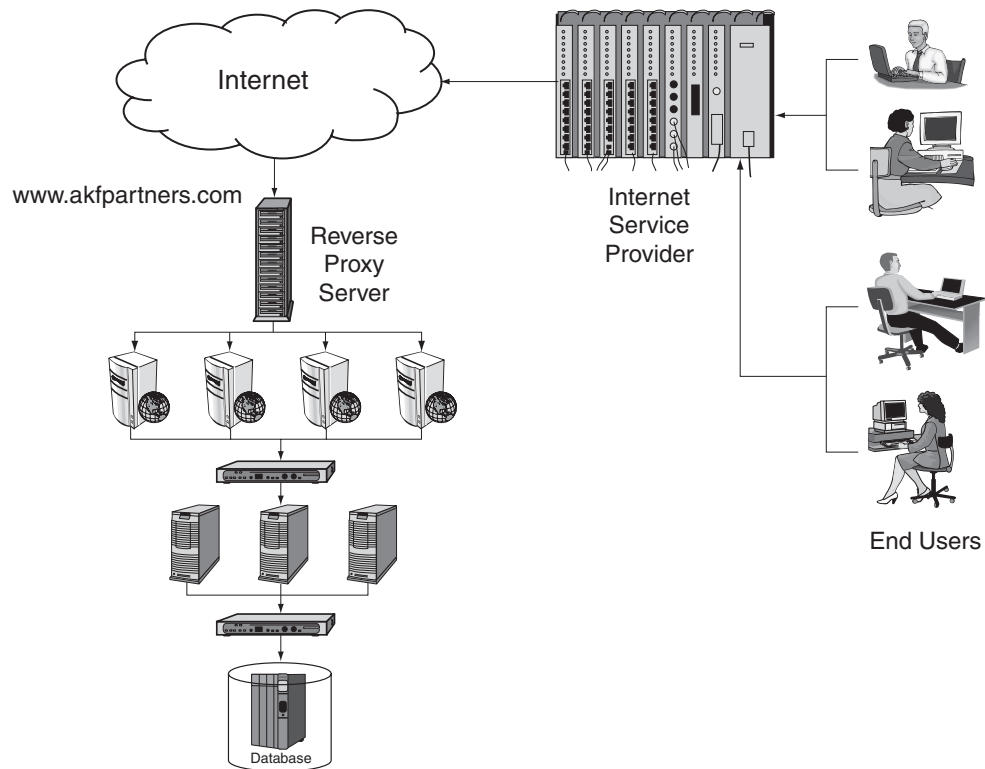 Internet
www.akfpartners.com
Reverse
Proxy
Server
Internet
Service
Provider
End Users
Database